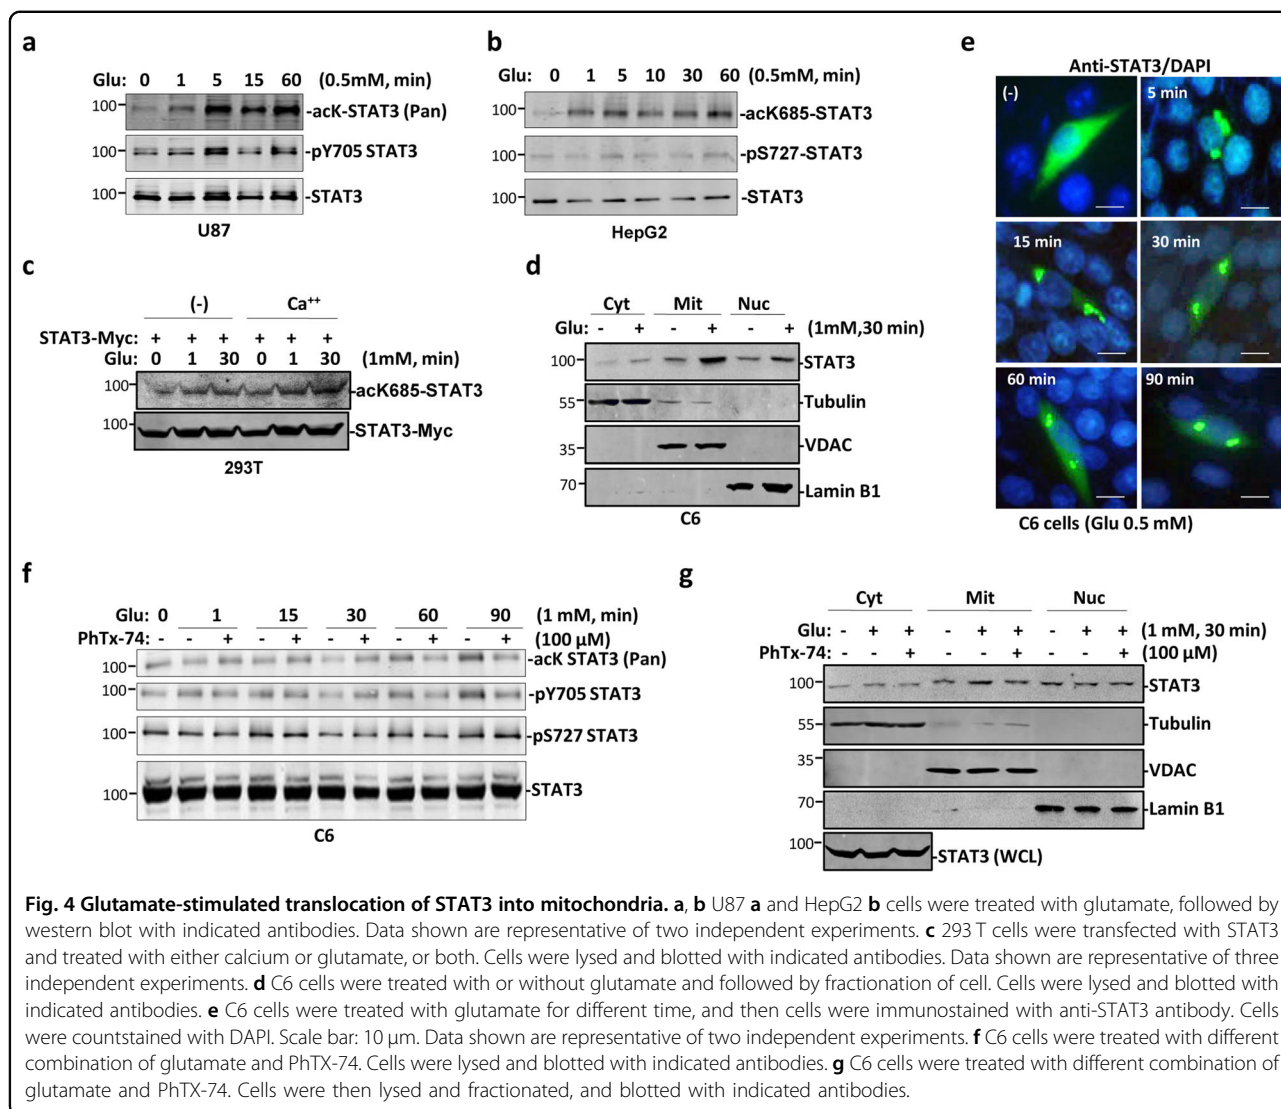 a
Glu: 0 1 5 15 60 (0.5mM, min)
100
-acK-STAT3 (Pan)
100
-pY705 STAT3
100
-STAT3
U87
b
Glu: 0 1 5 10 30 60 (0.5mM, min)
100
-acK685-STAT3
100
-pS727-STAT3
100
-STAT3
HepG2
c
(-) Ca++
STAT3-Myc: + + + + + +
Glu: 0 1 30 0 1 30 (1mM, min)
100
-acK685-STAT3
100
-STAT3-Myc
293T
d
Cyt Mit Nuc
Glu: - + - + - + (1mM,30 min)
100
-STAT3
55
-Tubulin
35
-VDAC
70
-Lamin B1
C6
e
Anti-STAT3/DAPI
(-) 5 min
15 min 30 min
60 min 90 min
C6 cells (Glu 0.5 mM)
f
Glu: 0 1 15 30 60 90 (1 mM, min)
PhTx-74: - - + - + - + - + - + (100 µM)
100
-acK STAT3 (Pan)
100
-pY705 STAT3
100
-pS727 STAT3
100
-STAT3
C6
g
Cyt Mit Nuc
Glu: - + + - + + - + + (1 mM, 30 min)
PhTx-74: - - + - - + - - + (100 µM)
100
-STAT3
55
-Tubulin
35
-VDAC
70
-Lamin B1
100
-STAT3 (WCL)
Fig. 4 Glutamate-stimulated translocation of STAT3 into mitochondria. a, b U87 a and HepG2 b cells were treated with glutamate, followed by
western blot with indicated antibodies. Data shown are representative of two independent experiments. c 293 T cells were transfected with STAT3
and treated with either calcium or glutamate, or both. Cells were lysed and blotted with indicated antibodies. Data shown are representative of three
independent experiments. d C6 cells were treated with or without glutamate and followed by fractionation of cell. Cells were lysed and blotted with
indicated antibodies. e C6 cells were treated with glutamate for different time, and then cells were immunostained with anti-STAT3 antibody. Cells
were countstained with DAPI. Scale bar: 10 µm. Data shown are representative of two independent experiments. f C6 cells were treated with different
combination of glutamate and PhTX-74. Cells were lysed and blotted with indicated antibodies. g C6 cells were treated with different combination of
glutamate and PhTX-74. Cells were then lysed and fractionated, and blotted with indicated antibodies.